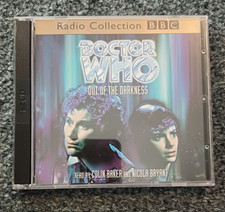 Radio Collection BBC
DOCTOR
WHO
OUT OF THE DARKNESS
READ BY COLIN BAKER AND NICOLA BRYANT